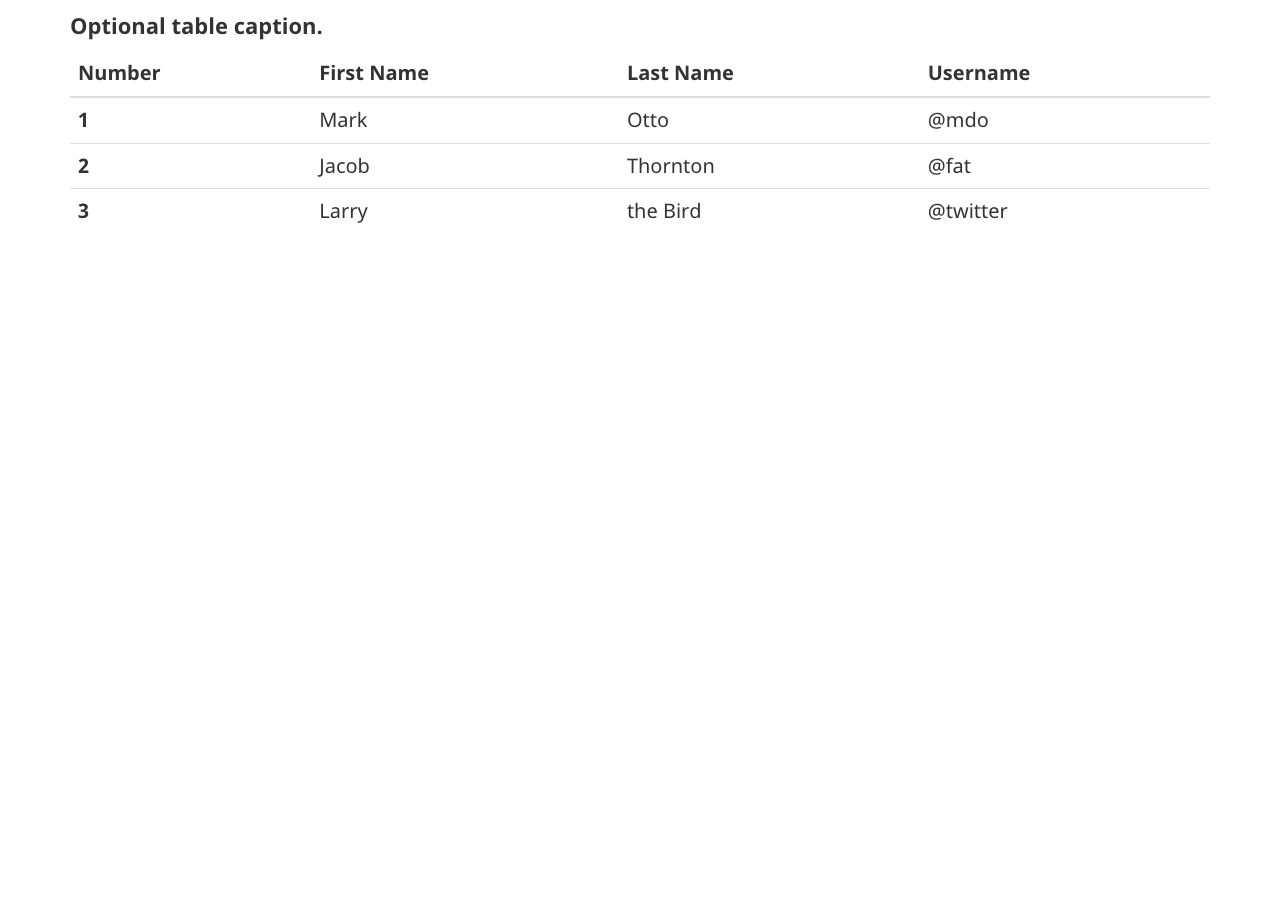 Optional table caption.
Number First Name Last Name Username
1 Mark Otto @mdo
2 Jacob Thornton @fat
3 Larry the Bird @twitter